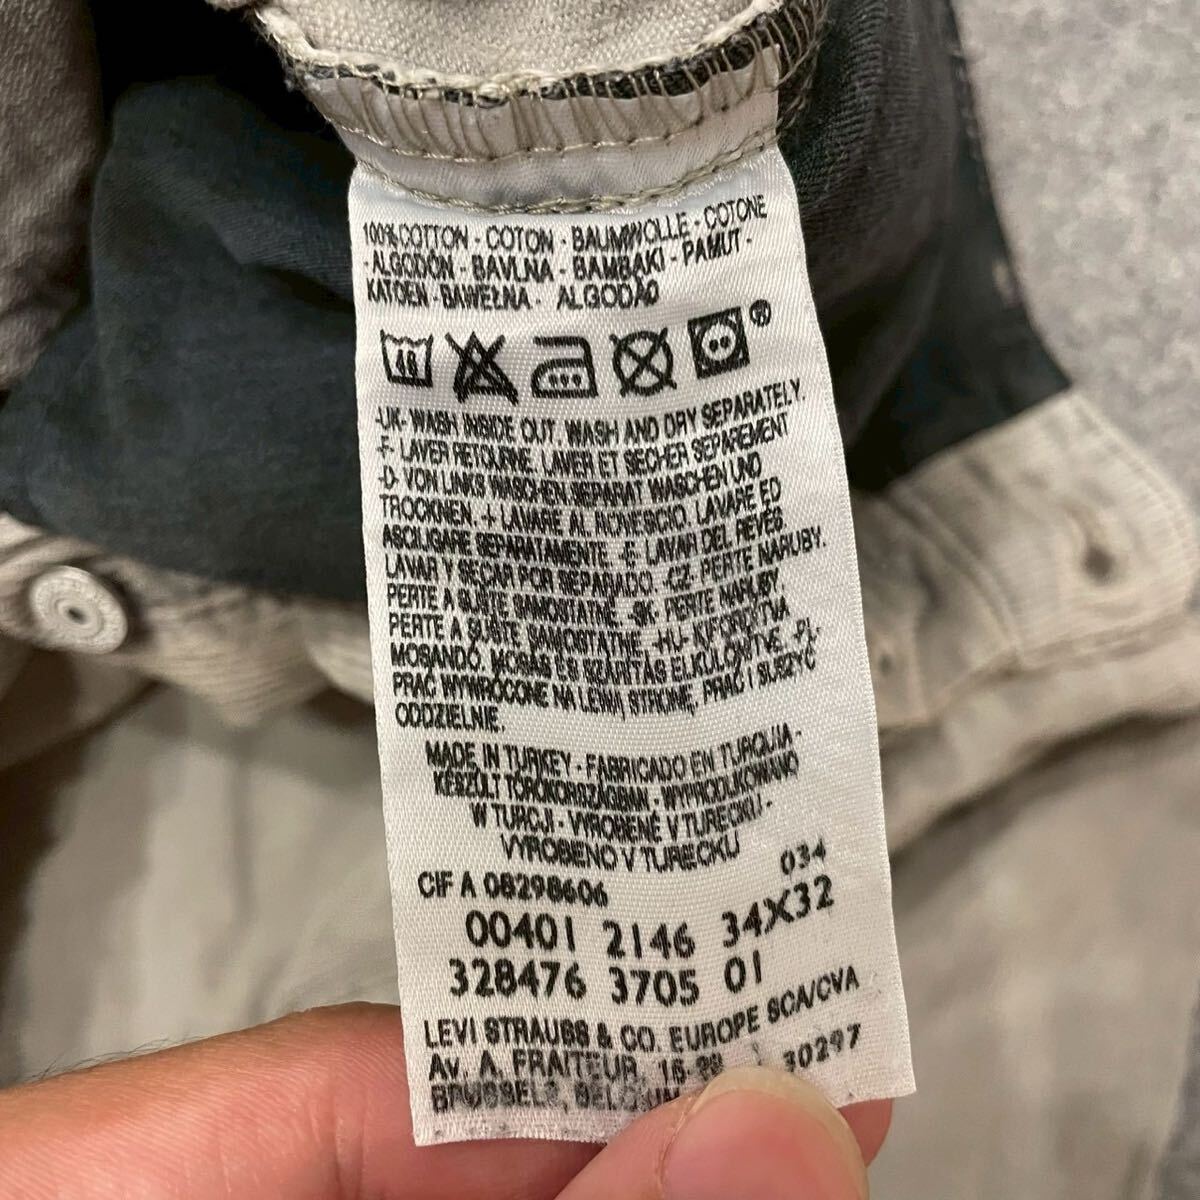 100% COTTON - COTON - BAUMWOLLE - COTONE
- ALGODÓN - BAVLNA - BAMBAKI - PAMUT -
KATOEN - BAWEŁNA - ALGODÃO
40 ®
-UK- WASH INSIDE OUT. WASH AND DRY SEPARATELY.
-F- LAVER RETOURNE. LAVER ET SECHER SEPAREMENT
-D- VON LINKS WASCHEN. SEPARAT WASCHEN UND
TROCKNEN. -I- LAVARE AL ROVESCIO. LAVARE ED
ASCIUGARE SEPARATAMENTE. -E- LAVAR DEL REVES.
LAVAR Y SECAR POR SEPARADO. -CZ- PERTE NARUBY.
PERTE A SUŠTE SAMOSTATNE. -SK- PERTE NARUBY
PERTE A SUŠTE SAMOSTATNE. -HU- KIFORDÍTVA
MOSANDÓ. MOSÁS ÉS SZÁRÍTÁS ELKÜLÖNÍTVE. -PL-
PRAĆ WYWRÓCONE NA LEWĄ STRONĘ, PRAĆ I SUSZYĆ
ODDZIELNIE.
MADE IN TURKEY - FABRICADO EN TURQUIA -
KÉSZÜLT TÖRÖKORSZÁGBAN - WYPRODUKOWANO
W TURCJI - VYROBENÉ V TURECKU -
VYROBENO V TURECKU
034
CIF A 08298606
00401 2146 34X32
328476 3705 01
LEVI STRAUSS & CO. EUROPE SCA/CVA
AV. A. FRAITEUR, 15-23 30297
BRUSSELS, BELGIUM